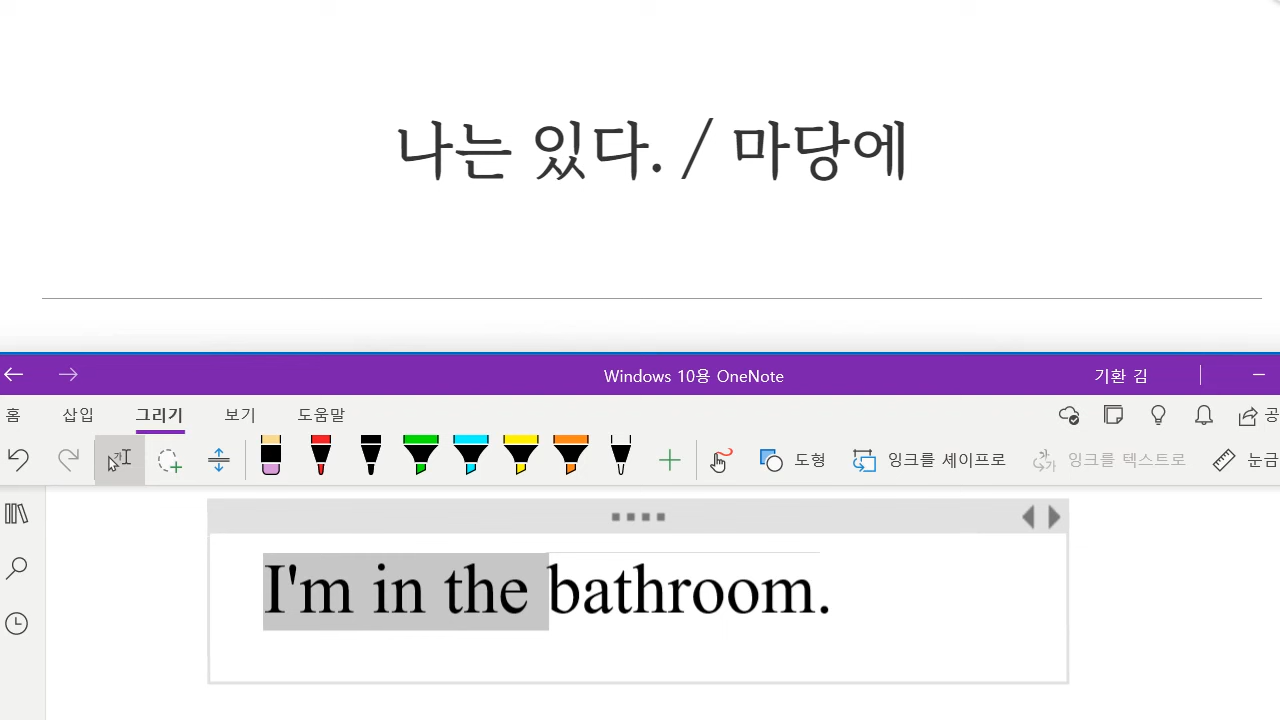 나는 있다. / 마당에
Windows 10용 OneNote
기환 김
홈 삽입 그리기 보기 도움말
공
도형 잉크를 셰이프로 잉크를 텍스트로 눈금
I'm in the bathroom.